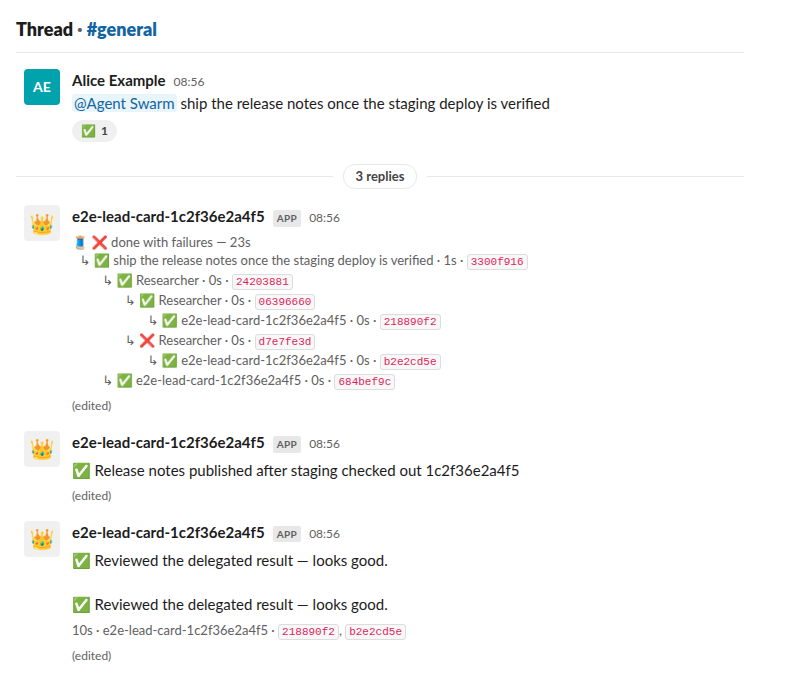 Thread • #general
AE
Alice Example 08:56
@Agent Swarm ship the release notes once the staging deploy is verified
✅ 1
3 replies
e2e-lead-card-1c2f36e2a4f5 APP 08:56
🧵 ❌ done with failures — 23s
↳ ✅ ship the release notes once the staging deploy is verified · 1s · 3300f916
↳ ✅ Researcher · 0s · 24203881
↳ ✅ Researcher · 0s · 06396660
↳ ✅ e2e-lead-card-1c2f36e2a4f5 · 0s · 218890f2
↳ ❌ Researcher · 0s · d7e7fe3d
↳ ✅ e2e-lead-card-1c2f36e2a4f5 · 0s · b2e2cd5e
↳ ✅ e2e-lead-card-1c2f36e2a4f5 · 0s · 684bef9c
(edited)
e2e-lead-card-1c2f36e2a4f5 APP 08:56
✅ Release notes published after staging checked out 1c2f36e2a4f5
(edited)
e2e-lead-card-1c2f36e2a4f5 APP 08:56
✅ Reviewed the delegated result — looks good.
✅ Reviewed the delegated result — looks good.
10s · e2e-lead-card-1c2f36e2a4f5 · 218890f2, b2e2cd5e
(edited)